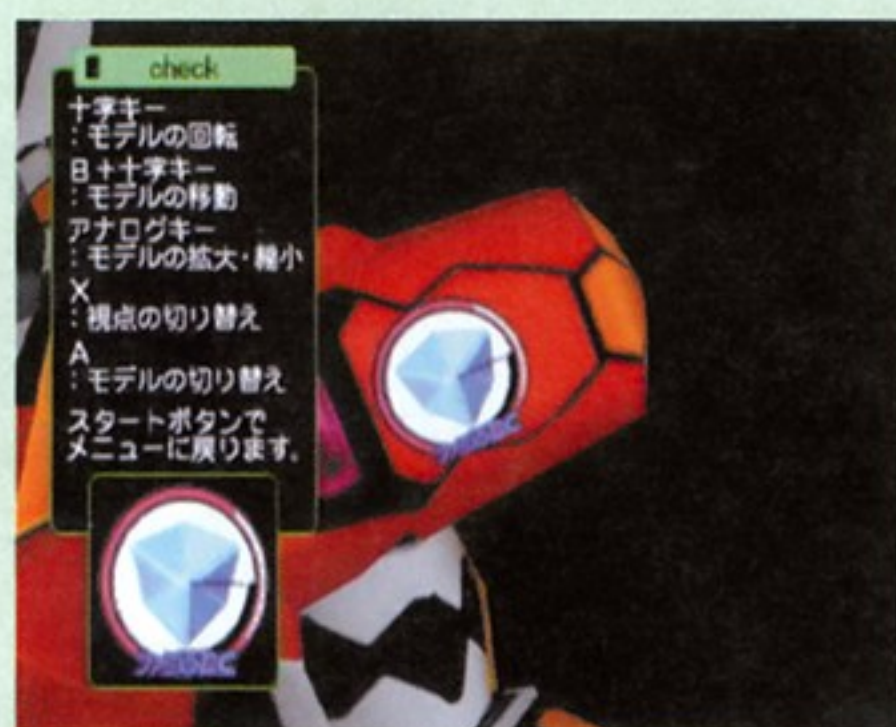 check
十字キー
：モデルの回転
B+十字キー
：モデルの移動
アナログキー
：モデルの拡大・縮小
X
：視点の切り替え
A
：モデルの切り替え
スタートボタンで
メニューに戻ります。